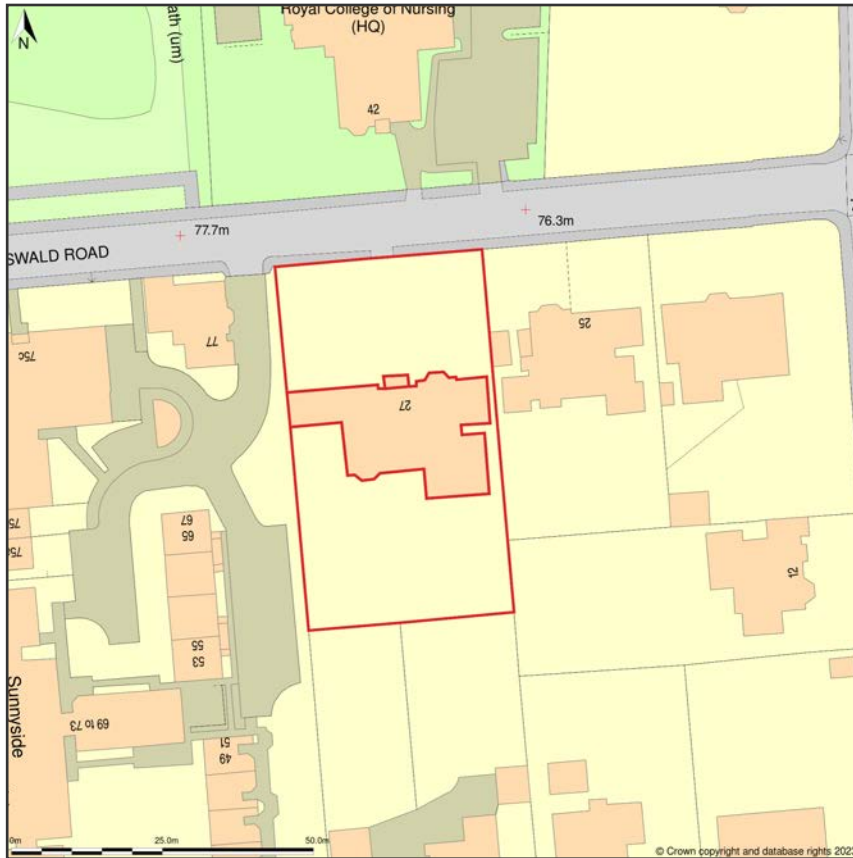 Royal College of Nursing
(HQ)
ath (um)
N
42
77.7m
76.3m
SWALD ROAD
77
75c
25
27
67
65
12
55
53
Sunnyside
69 to 73
51
49
0m
25.0m
50.0m
© Crown copyright and database rights 2023